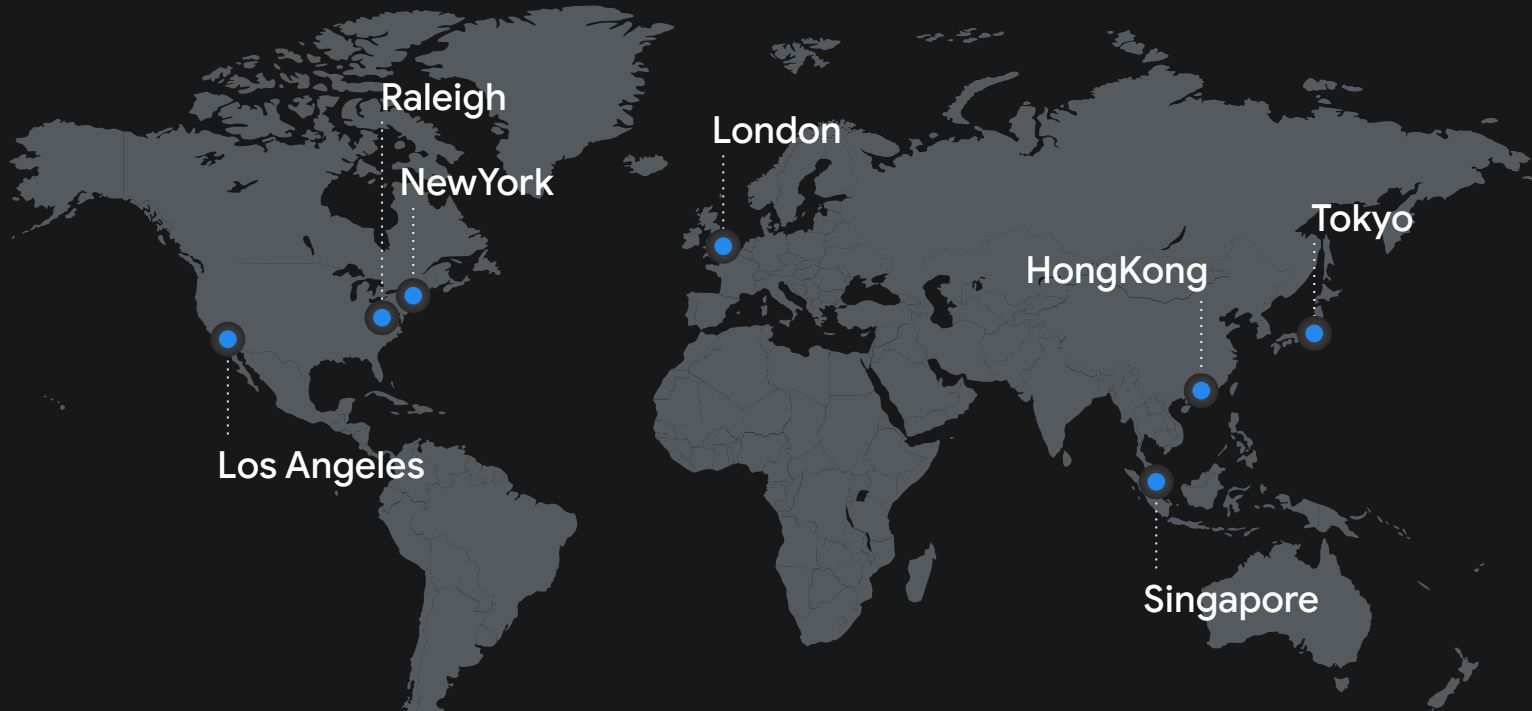 Raleigh
London
NewYork
Tokyo
HongKong
Los Angeles
Singapore